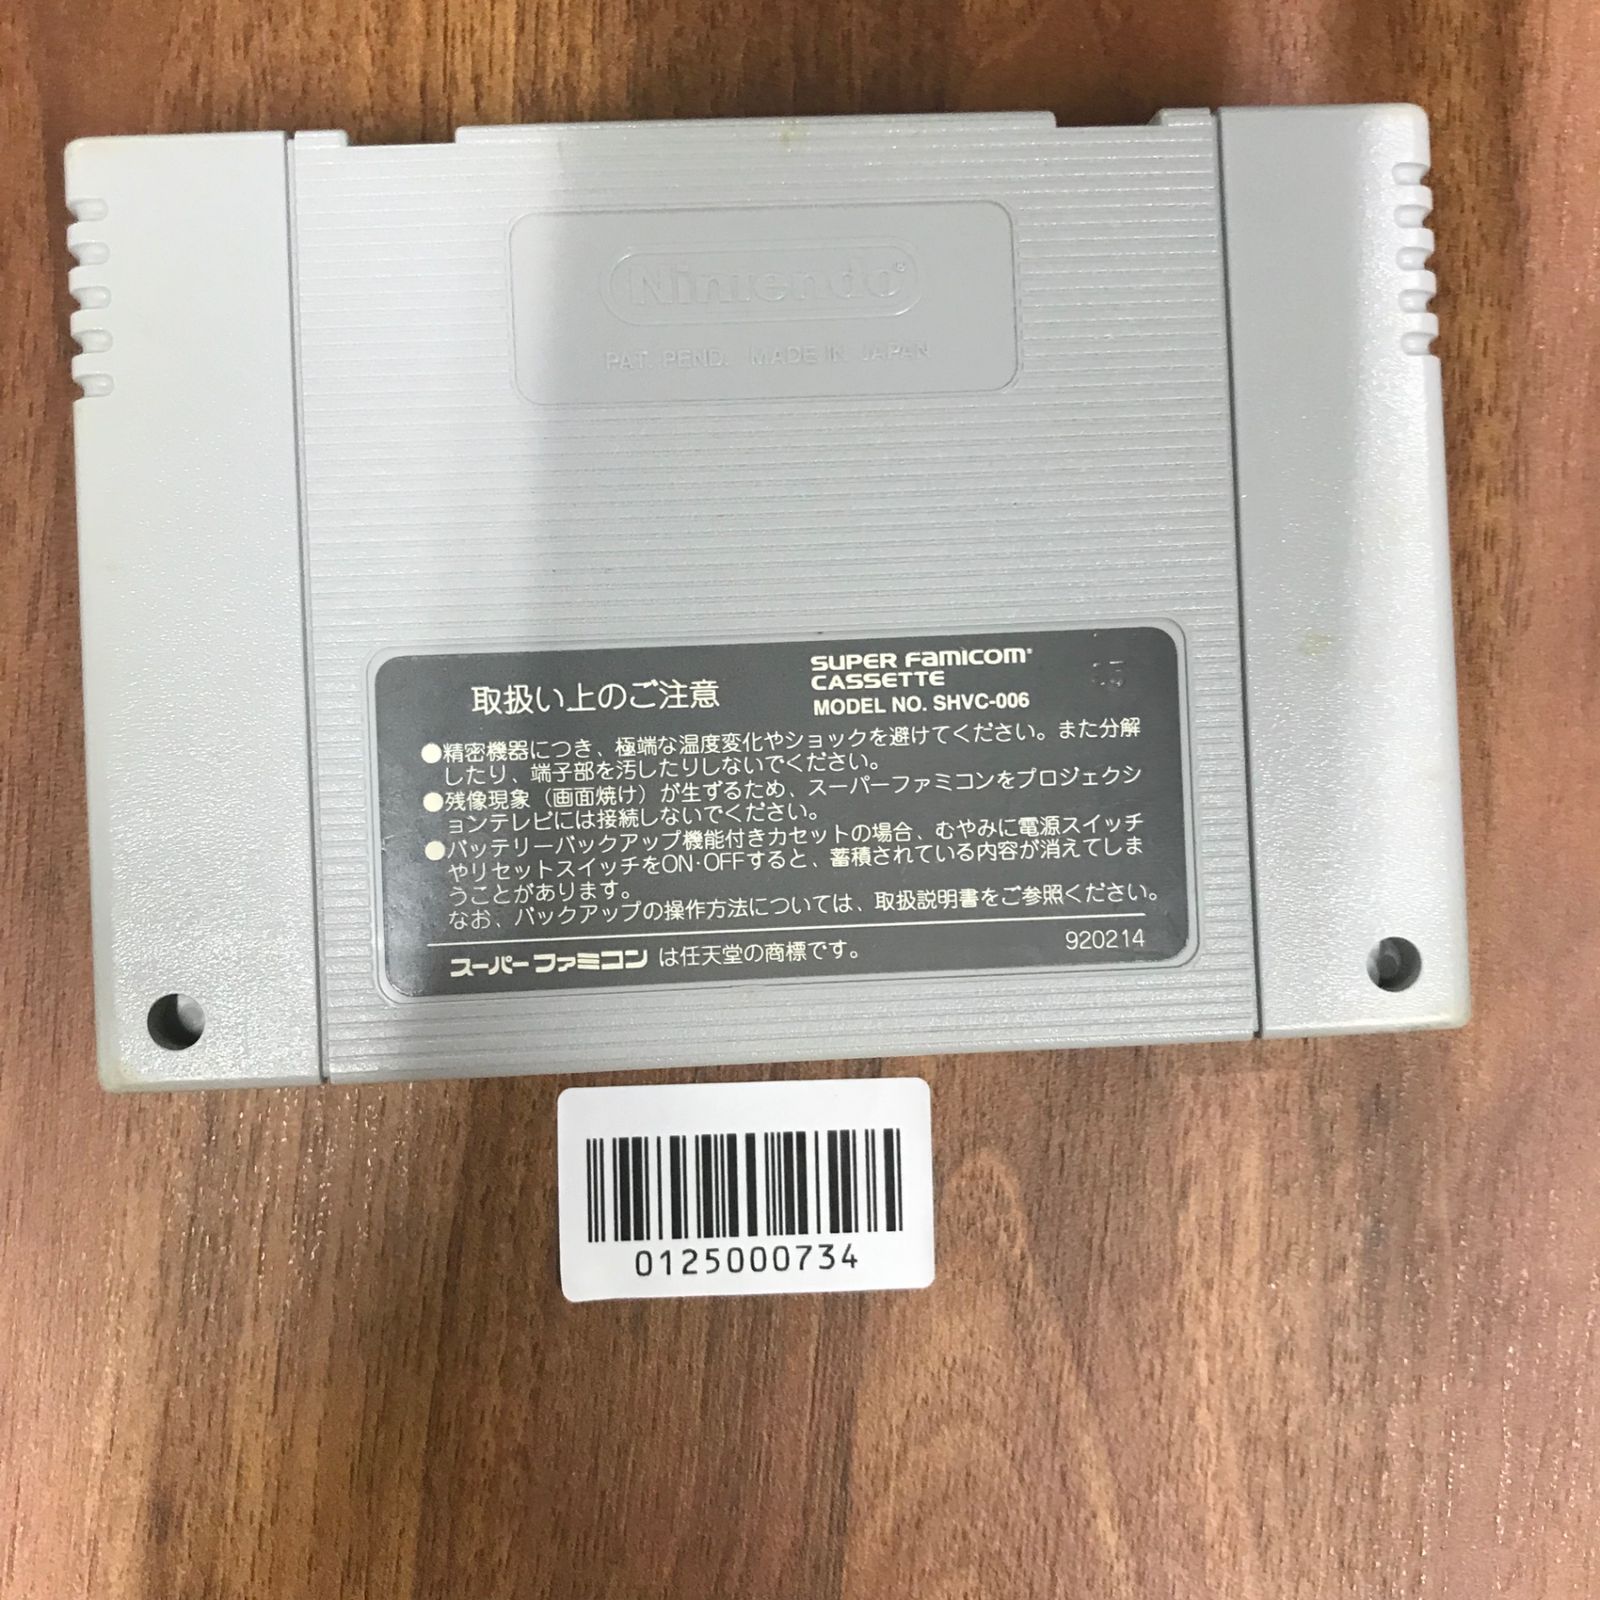 Nintendo®
PAT. PEND. MADE IN JAPAN
取扱い上のご注意
SUPER FAMICOM®
CASSETTE
MODEL NO. SHVC-006
15
●精密機器につき、極端な温度変化やショックを避けてください。また分解
したり、端子部を汚したりしないでください。
●残像現象（画面焼け）が生ずるため、スーパーファミコンをプロジェクシ
ョンテレビには接続しないでください。
●バッテリーバックアップ機能付きカセットの場合、むやみに電源スイッチ
やリセットスイッチをON·OFFすると、蓄積されている内容が消えてしま
うことがあります。
なお、バックアップの操作方法については、取扱説明書をご参照ください。
スーパーファミコン は任天堂の商標です。
920214
0125000734